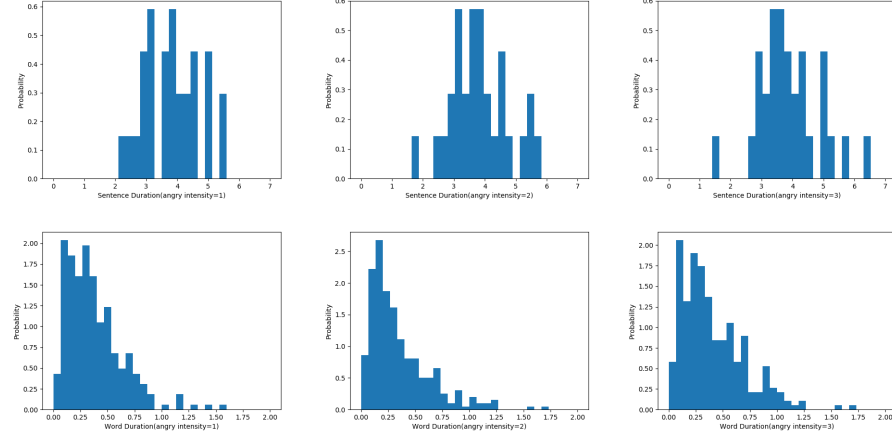 0.6
0.5
0.4
0.3
0.2
0.1
0.0
Probability
0 1 2 3 4 5 6 7
Sentence Duration(angry intensity=1)
0.6
0.5
0.4
0.3
0.2
0.1
0.0
Probability
0 1 2 3 4 5 6 7
Sentence Duration(angry intensity=2)
0.6
0.5
0.4
0.3
0.2
0.1
0.0
Probability
0 1 2 3 4 5 6 7
Sentence Duration(angry intensity=3)
2.00
1.75
1.50
1.25
1.00
0.75
0.50
0.25
0.00
Probability
0.00 0.25 0.50 0.75 1.00 1.25 1.50 1.75 2.00
Word Duration(angry intensity=1)
2.5
2.0
1.5
1.0
0.5
0.0
Probability
0.00 0.25 0.50 0.75 1.00 1.25 1.50 1.75 2.00
Word Duration(angry intensity=2)
2.00
1.75
1.50
1.25
1.00
0.75
0.50
0.25
0.00
Probability
0.00 0.25 0.50 0.75 1.00 1.25 1.50 1.75 2.00
Word Duration(angry intensity=3)